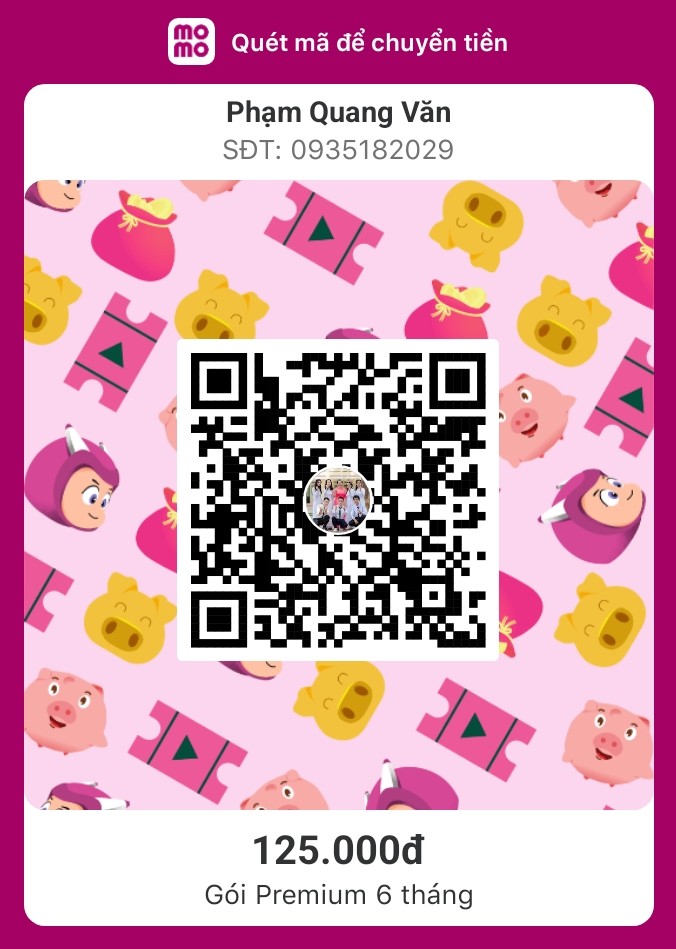 mo
mo
Quét mã để chuyển tiền
Phạm Quang Văn
SĐT: 0935182029
125.000đ
Gói Premium 6 tháng